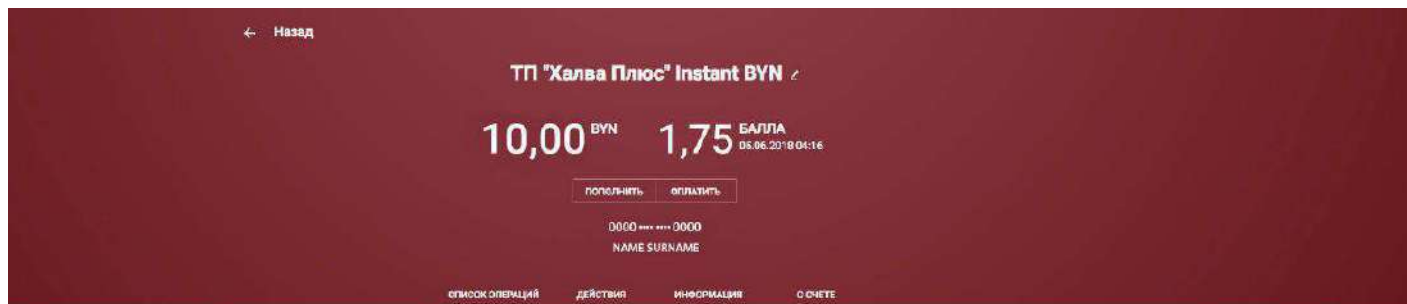 ← Назад
ТП "Халва Плюс" Instant BYN
10,00 BYN 1,75 БАЛЛА
06.06.2018 04:16
ПОПОЛНИТЬ ОПЛАТИТЬ
0000 •••• •••• 0000
NAME SURNAME
СПИСОК ОПЕРАЦИЙ ДЕЙСТВИЯ ИНФОРМАЦИЯ О СЧЕТЕ